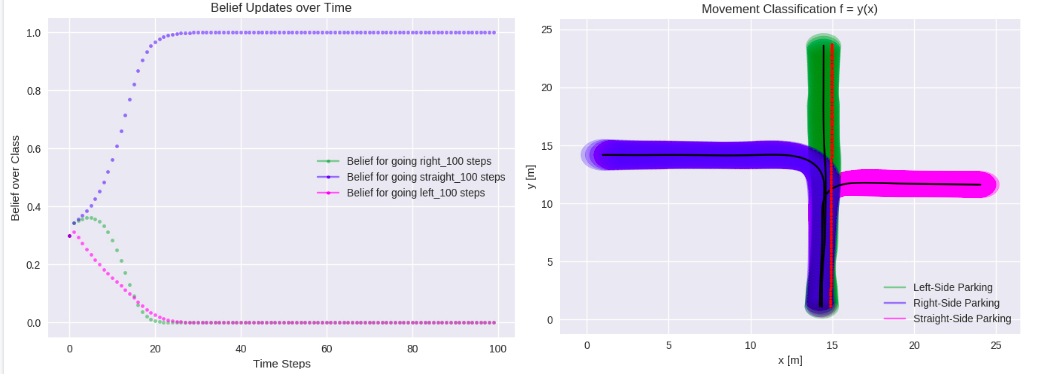 Belief Updates over Time
1.0
0.8
0.6
0.4
0.2
0.0
Belief over Class
Belief for going right_100 steps
Belief for going straight_100 steps
Belief for going left_100 steps
0 20 40 60 80 100
Time Steps
Movement Classification f = y(x)
25
20
15
10
5
0
y [m]
Left-Side Parking
Right-Side Parking
Straight-Side Parking
0 5 10 15 20 25
x [m]